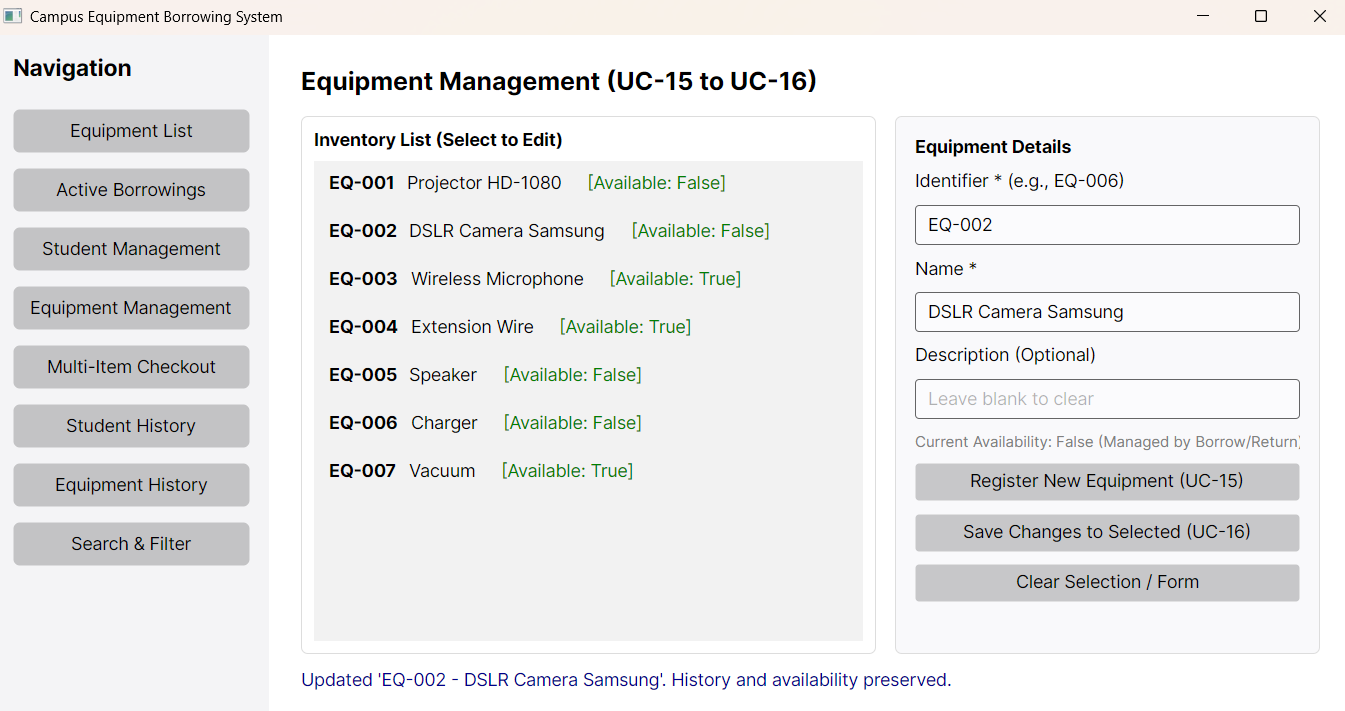 Campus Equipment Borrowing System
Navigation
Equipment List
Active Borrowings
Student Management
Equipment Management
Multi-Item Checkout
Student History
Equipment History
Search & Filter
Equipment Management (UC-15 to UC-16)
Inventory List (Select to Edit)
EQ-001 Projector HD-1080 [Available: False]
EQ-002 DSLR Camera Samsung [Available: False]
EQ-003 Wireless Microphone [Available: True]
EQ-004 Extension Wire [Available: True]
EQ-005 Speaker [Available: False]
EQ-006 Charger [Available: False]
EQ-007 Vacuum [Available: True]
Equipment Details
Identifier * (e.g., EQ-006)
EQ-002
Name *
DSLR Camera Samsung
Description (Optional)
Leave blank to clear
Current Availability: False (Managed by Borrow/Return)
Register New Equipment (UC-15)
Save Changes to Selected (UC-16)
Clear Selection / Form
Updated 'EQ-002 - DSLR Camera Samsung'. History and availability preserved.